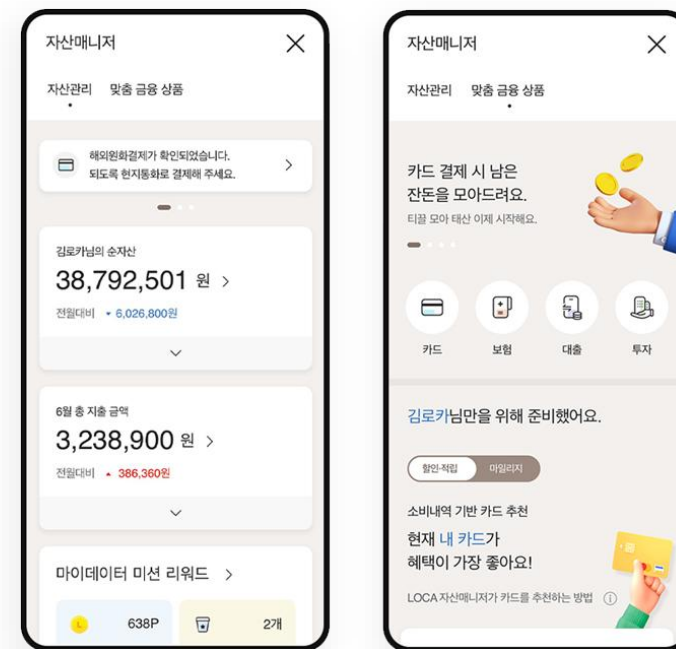 자산매니저
자산관리 맞춤 금융 상품
해외원화결제가 확인되었습니다.
되도록 현지통화로 결제해 주세요.
김로카님의 순자산
38,792,501 원
전월대비 6,026,800원
6월 총 지출 금액
3,238,900 원
전월대비 386,360원
마이데이터 미션 리워드
L 638P 2개
자산매니저
자산관리 맞춤 금융 상품
카드 결제 시 남은
잔돈을 모아드려요.
티끌 모아 태산 이제 시작해요.
카드 보험 대출 투자
김로카님만을 위해 준비했어요.
할인·적립 마일리지
소비내역 기반 카드 추천
현재 내 카드가
혜택이 가장 좋아요!
LOCA 자산매니저가 카드를 추천하는 방법